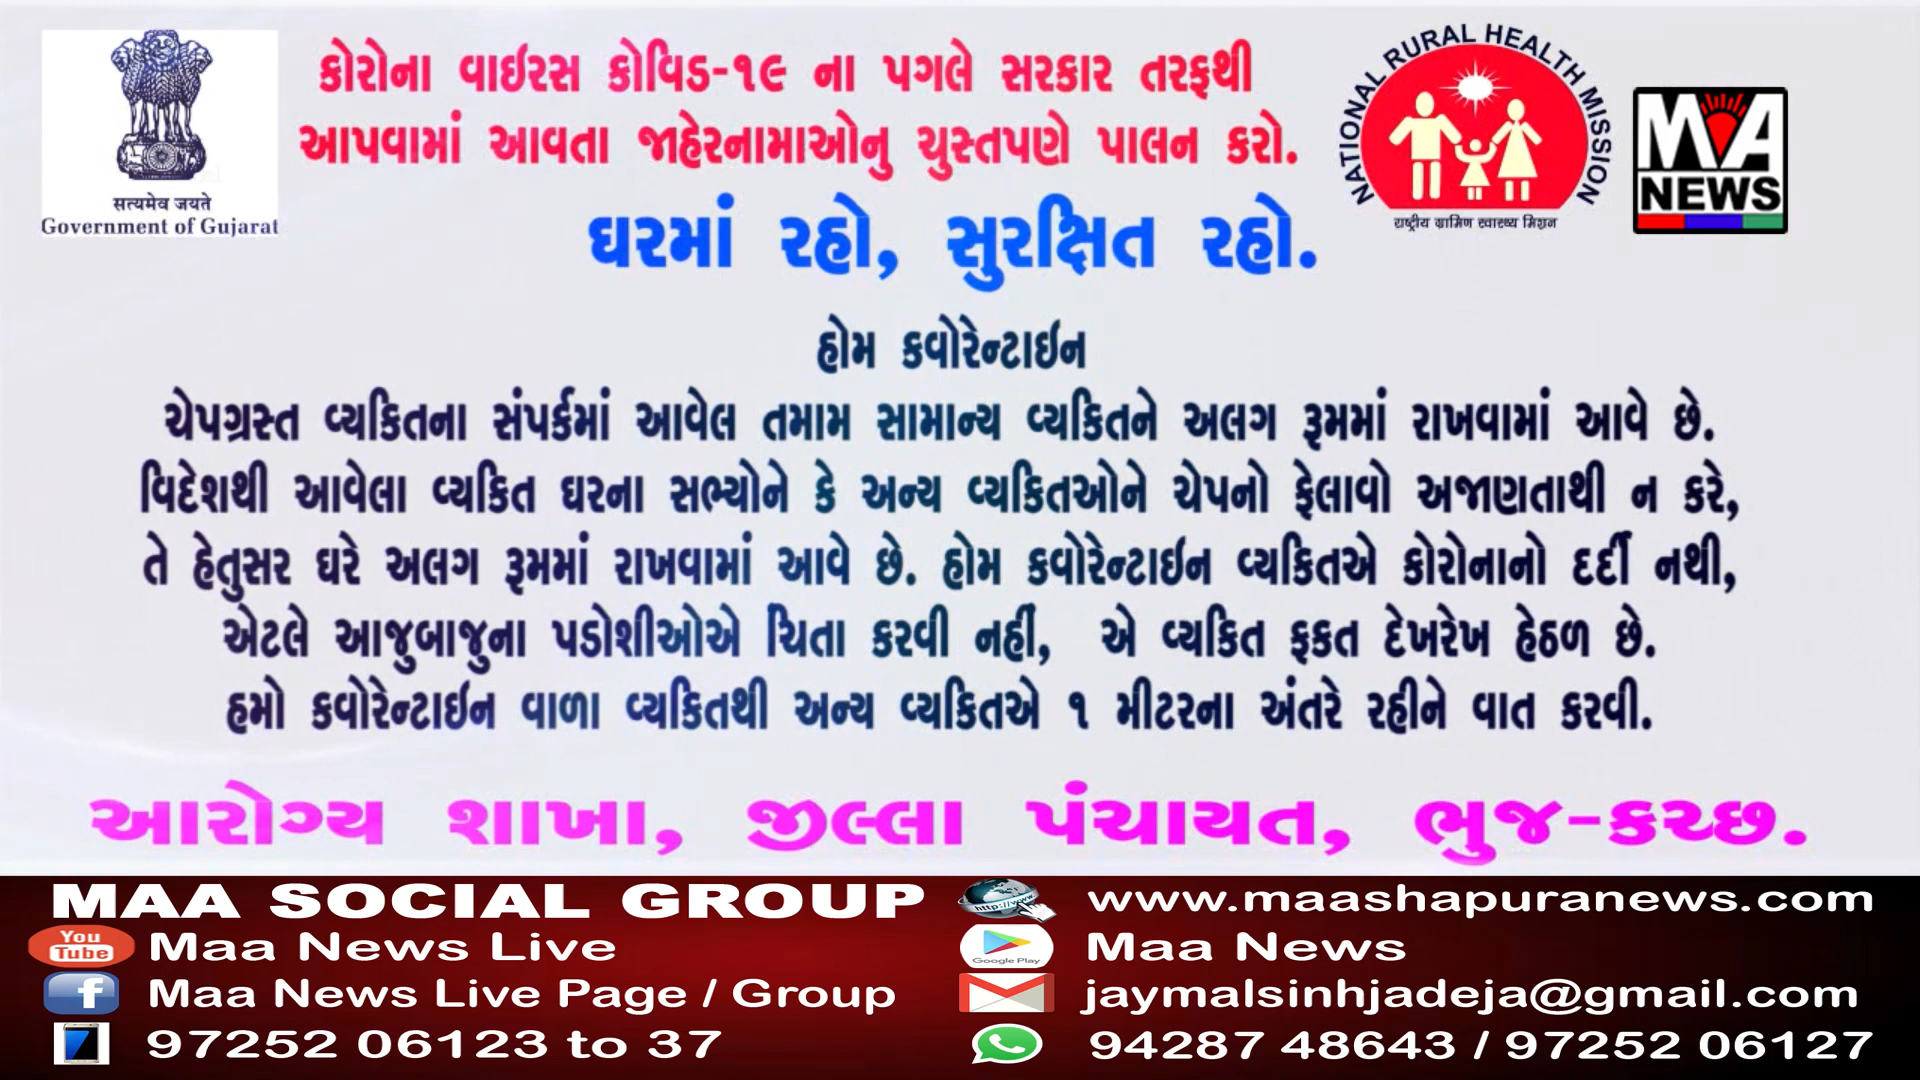 सत्यमेव जयते
Government of Gujarat
કોરોના વાઈરસ કોવિડ-૧૯ ના પગલે સરકાર તરફથી
આપવામાં આવતા જાહેરનામાઓનુ ચુસ્તપણે પાલન કરો.
NATIONAL RURAL HEALTH MISSION
राष्ट्रीय ग्रामिण स्वास्थ्य मिशन
MAA
NEWS
ઘરમાં રહો, સુરક્ષિત રહો.
હોમ કવોરેન્ટાઈન
ચેપગ્રસ્ત વ્યકિતના સંપર્કમાં આવેલ તમામ સામાન્ય વ્યકિતને અલગ રૂમમાં રાખવામાં આવે છે.
વિદેશથી આવેલા વ્યકિત ઘરના સભ્યોને કે અન્ય વ્યકિતઓને ચેપનો ફેલાવો અજાણતાથી ન કરે,
તે હેતુસર ઘરે અલગ રૂમમાં રાખવામાં આવે છે. હોમ કવોરેન્ટાઈન વ્યકિતએ કોરોનાનો દર્દી નથી,
એટલે આજુબાજુના પડોશીઓએ ચિંતા કરવી નહીં, એ વ્યકિત ફકત દેખરેખ હેઠળ છે.
હમો કવોરેન્ટાઈન વાળા વ્યકિતથી અન્ય વ્યકિતએ ૧ મીટરના અંતરે રહીને વાત કરવી.
આરોગ્ય શાખા, જીલ્લા પંચાયત, ભુજ-કચ્છ.
MAA SOCIAL GROUP
http://www.
www.maashapuranews.com
You Tube
Maa News Live
Google Play
Maa News
Maa News Live Page / Group
jaymalsinhjadeja@gmail.com
97252 06123 to 37
94287 48643 / 97252 06127